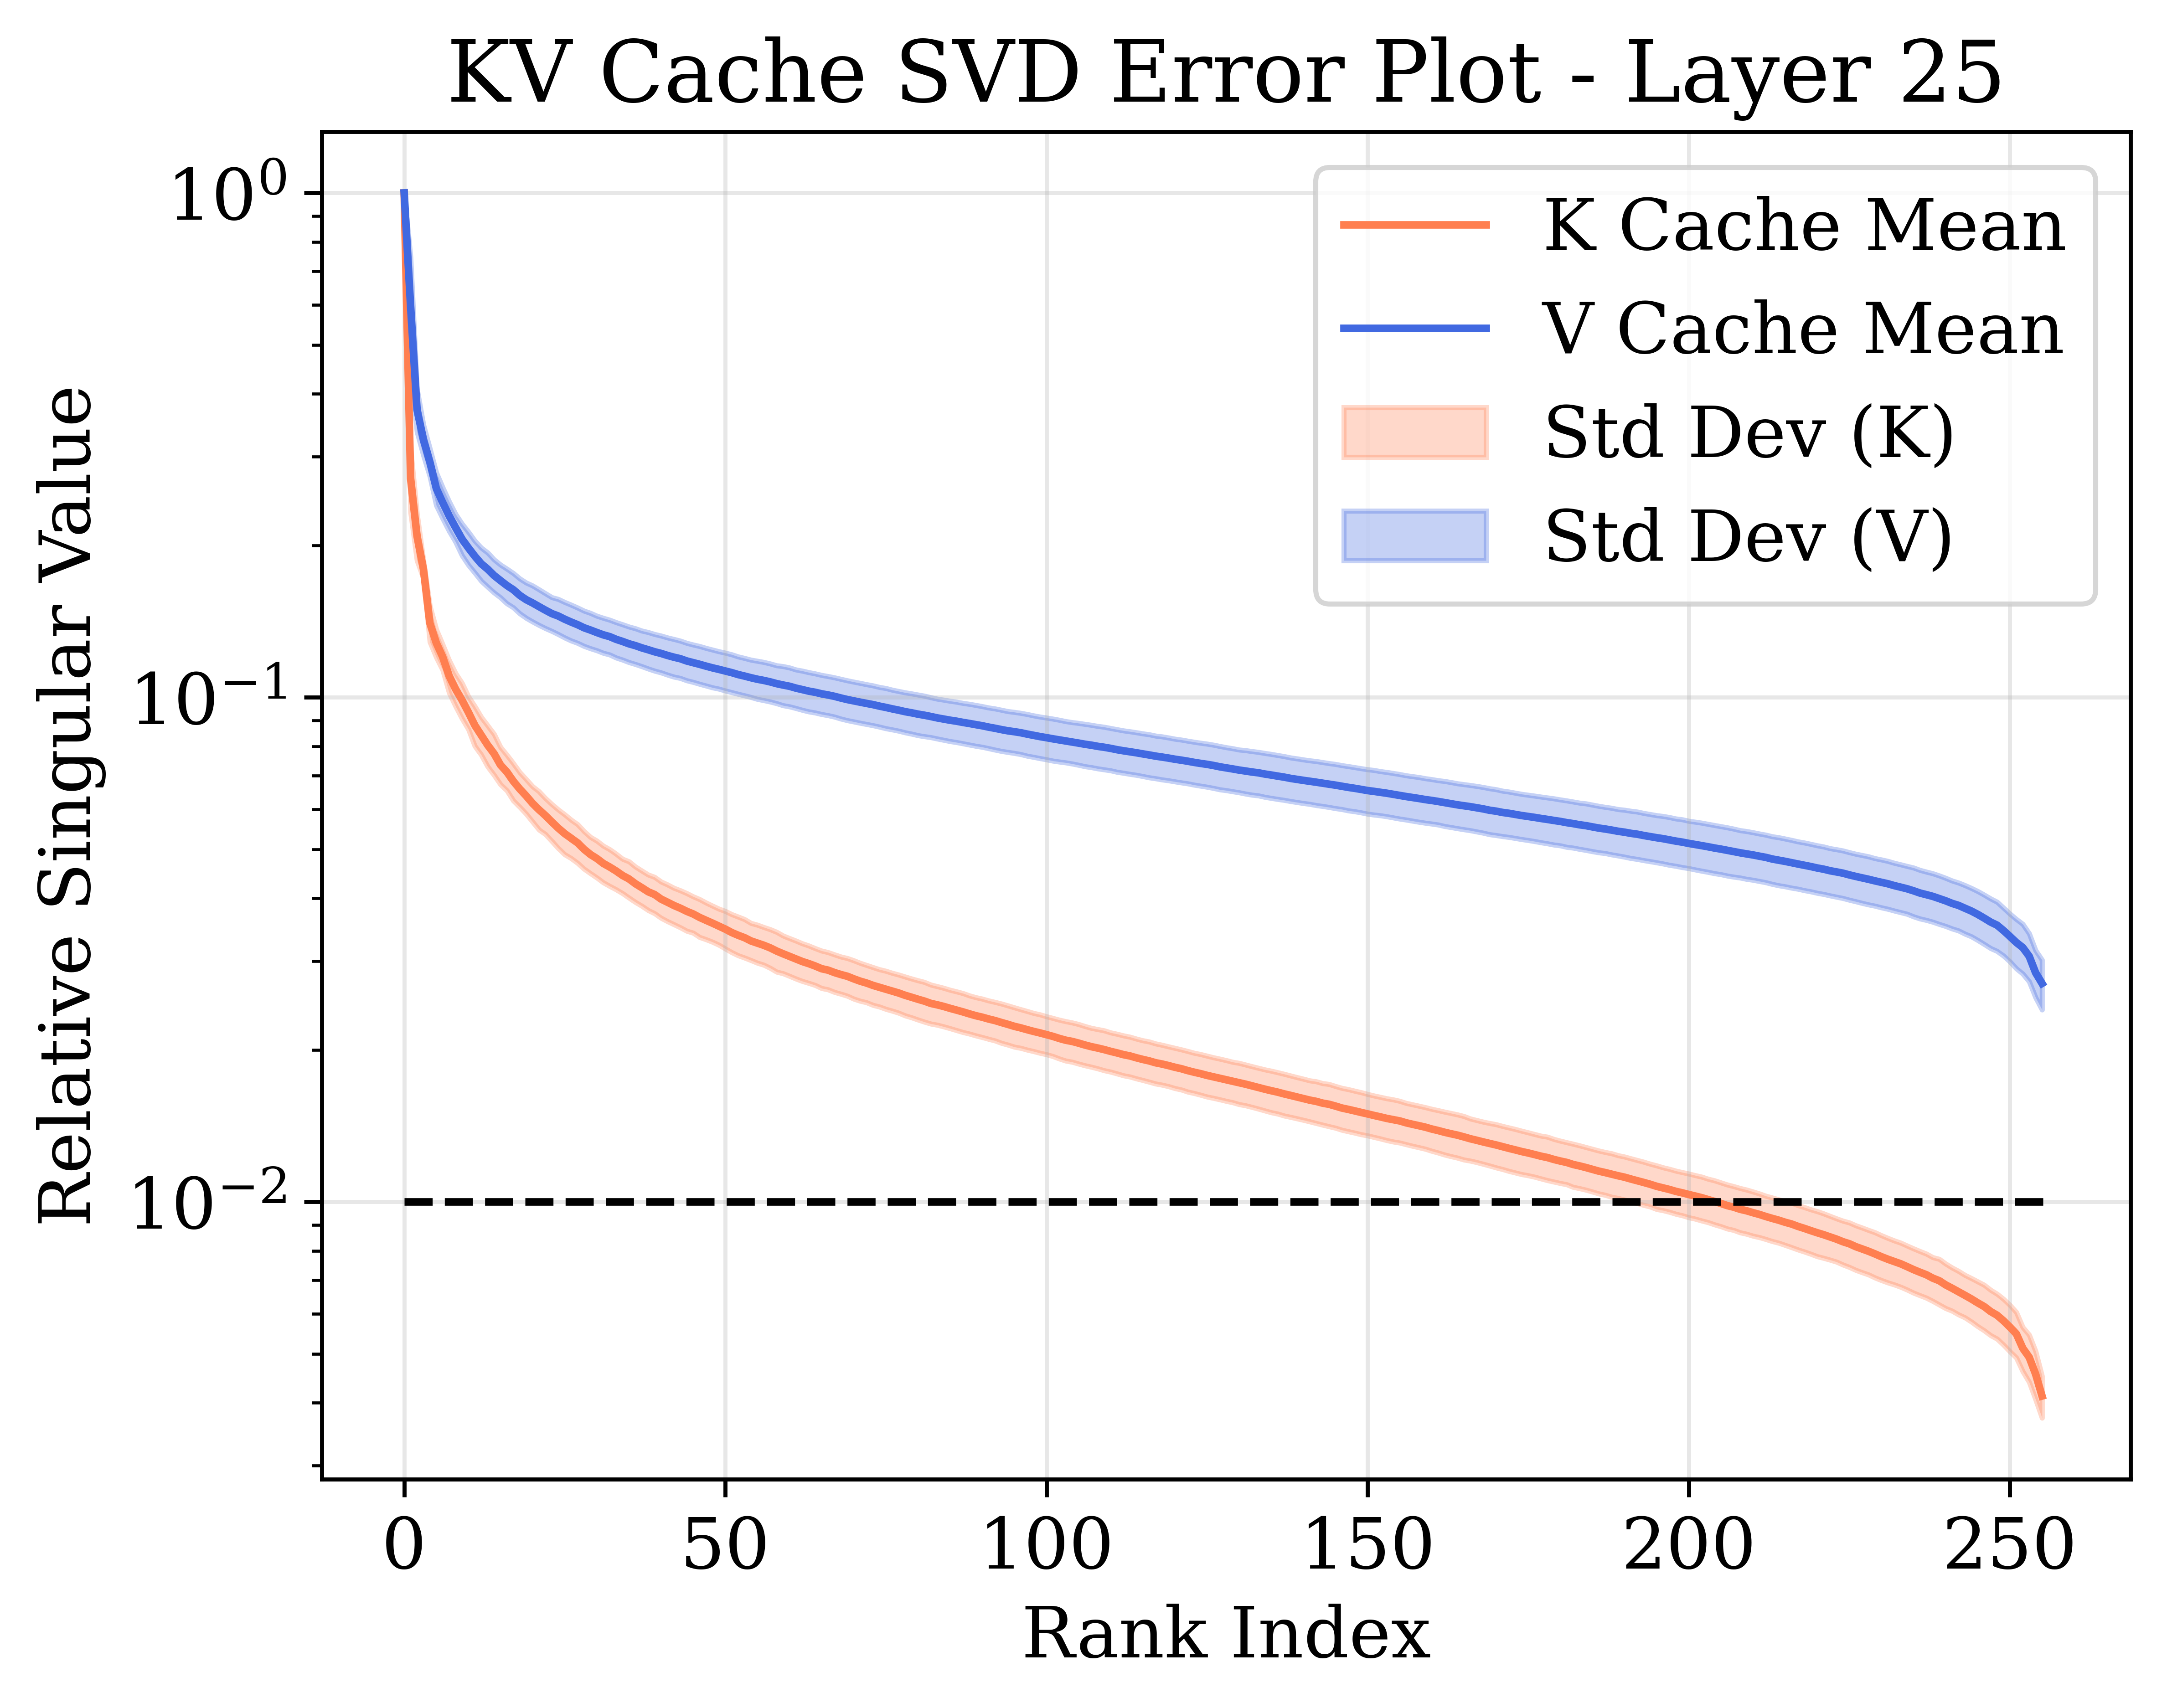 KV Cache SVD Error Plot - Layer 25
K Cache Mean
V Cache Mean
Std Dev (K)
Std Dev (V)
Relative Singular Value
10⁰
10⁻¹
10⁻²
0 50 100 150 200 250
Rank Index